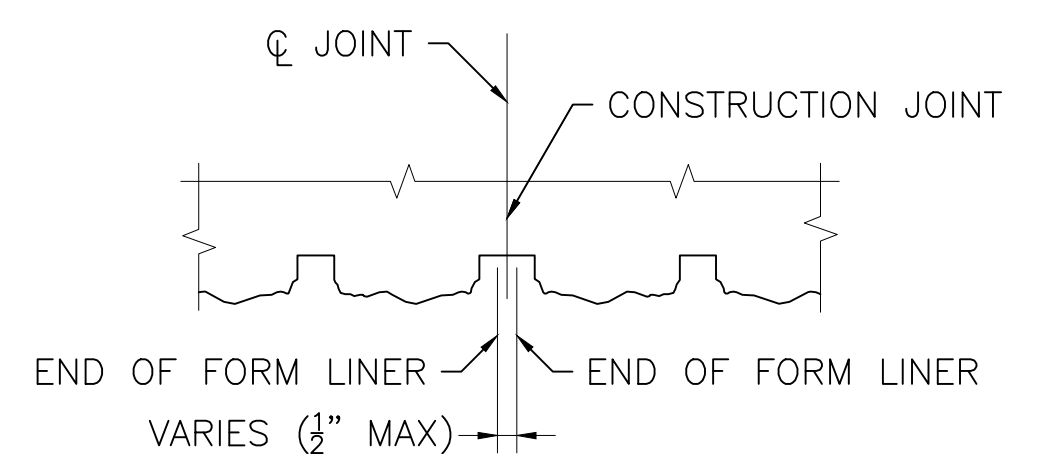 ℄ JOINT
CONSTRUCTION JOINT
END OF FORM LINER
END OF FORM LINER
VARIES (½” MAX)